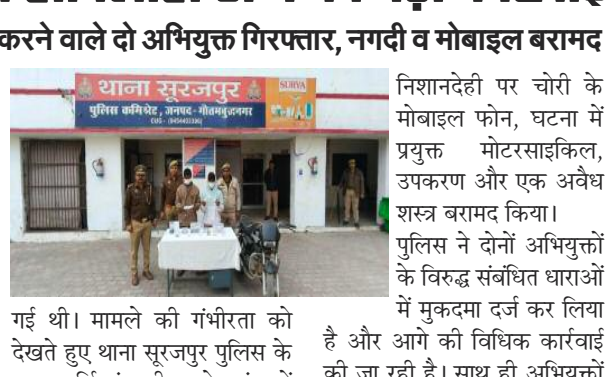 करने वाले दो अभियुक्त गिरफ्तार, नगदी व मोबाइल बरामद
थाना सूरजपुर
पुलिस कमिश्नरेट, जनपद-गौतमबुद्धनगर
SURYA
गई थी। मामले की गंभीरता को
देखते हुए थाना सूरजपुर पुलिस के
निशानदेही पर चोरी के
मोबाइल फोन, घटना में
प्रयुक्त मोटरसाइकिल,
उपकरण और एक अवैध
शस्त्र बरामद किया।
पुलिस ने दोनों अभियुक्तों
के विरुद्ध संबंधित धाराओं
में मुकदमा दर्ज कर लिया
है और आगे की विधिक कार्रवाई
की जा रही है। साथ ही अभियुक्तों